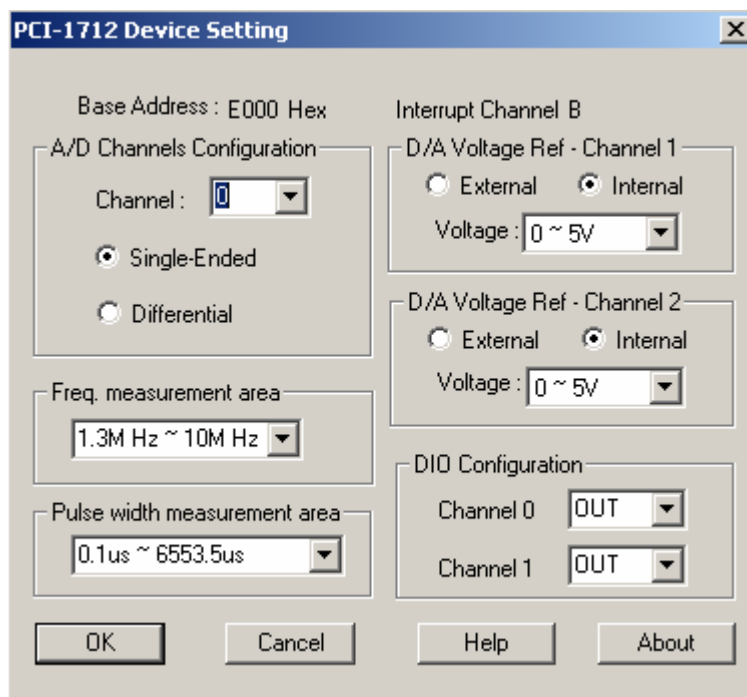 PCI-1712 Device Setting
Base Address : E000 Hex
Interrupt Channel B
A/D Channels Configuration
Channel : 0
Single-Ended
Differential
D/A Voltage Ref - Channel 1
External Internal
Voltage : 0 ~ 5V
D/A Voltage Ref - Channel 2
External Internal
Voltage : 0 ~ 5V
Freq. measurement area
1.3M Hz ~ 10M Hz
Pulse width measurement area
0.1us ~ 6553.5us
DIO Configuration
Channel 0 OUT
Channel 1 OUT
OK Cancel Help About